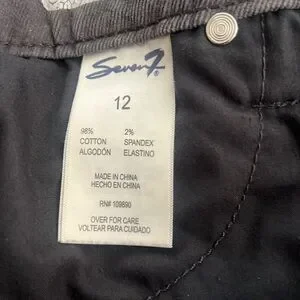 Seven7®
12
98% 2%
COTTON SPANDEX
ALGODÓN ELASTINO
MADE IN CHINA
HECHO EN CHINA
RN# 109890
OVER FOR CARE
VOLTEAR PARA CUIDADO